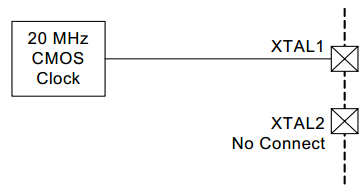 20 MHz
CMOS
Clock
XTAL1
XTAL2
No Connect